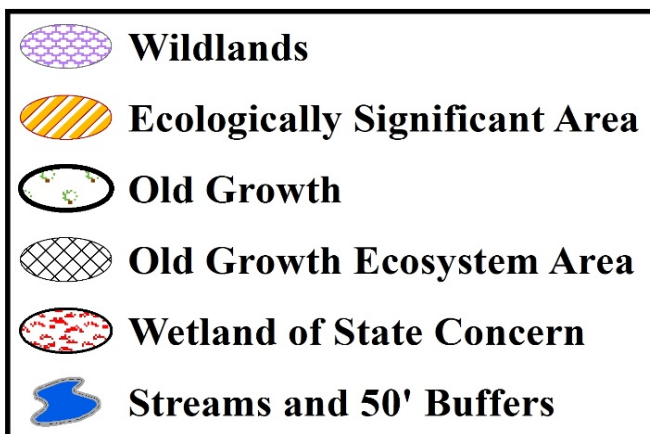 Wildlands
Ecologically Significant Area
Old Growth
Old Growth Ecosystem Area
Wetland of State Concern
Streams and 50' Buffers